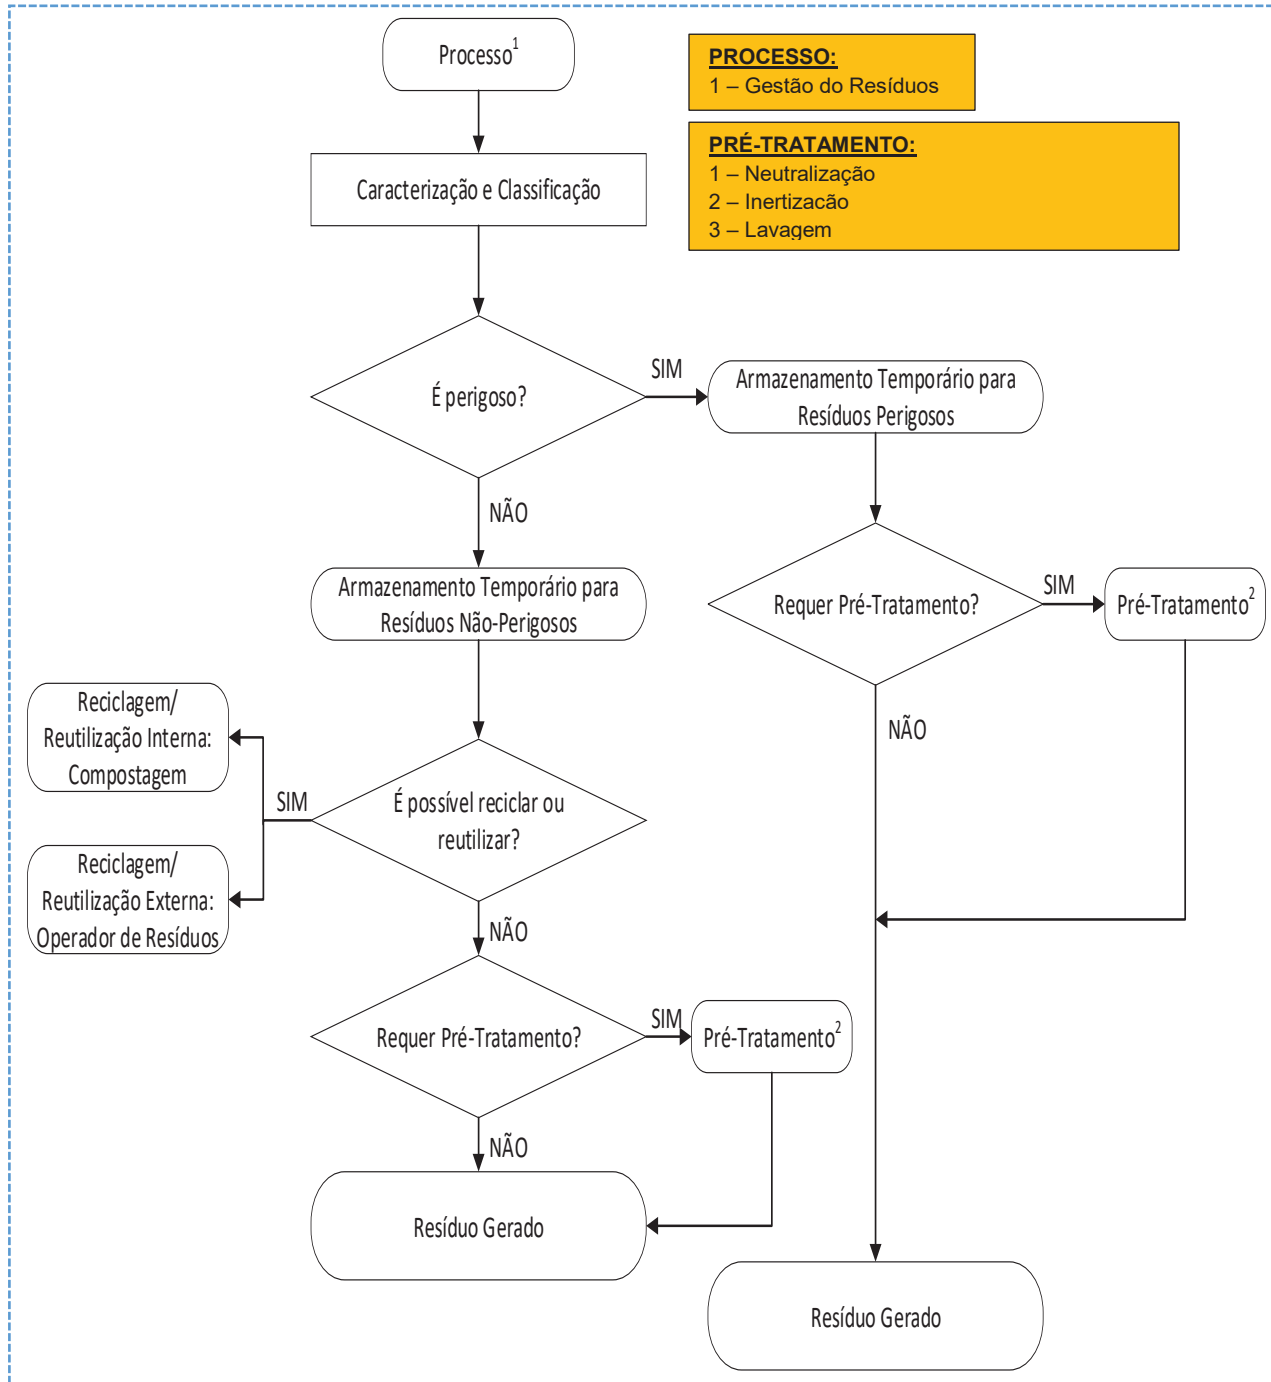 Processo1
PROCESSO:
1 – Gestão do Resíduos
PRÉ-TRATAMENTO:
1 – Neutralização
2 – Inertizacão
3 – Lavagem
Caracterização e Classificação
É perigoso?
SIM
Armazenamento Temporário para
Resíduos Perigosos
NÃO
Armazenamento Temporário para
Resíduos Não-Perigosos
Requer Pré-Tratamento?
SIM
Pré-Tratamento2
NÃO
Reciclagem/
Reutilização Interna:
Compostagem
SIM
É possível reciclar ou
reutilizar?
Reciclagem/
Reutilização Externa:
Operador de Resíduos
NÃO
Requer Pré-Tratamento?
SIM
Pré-Tratamento2
NÃO
Resíduo Gerado
Resíduo Gerado